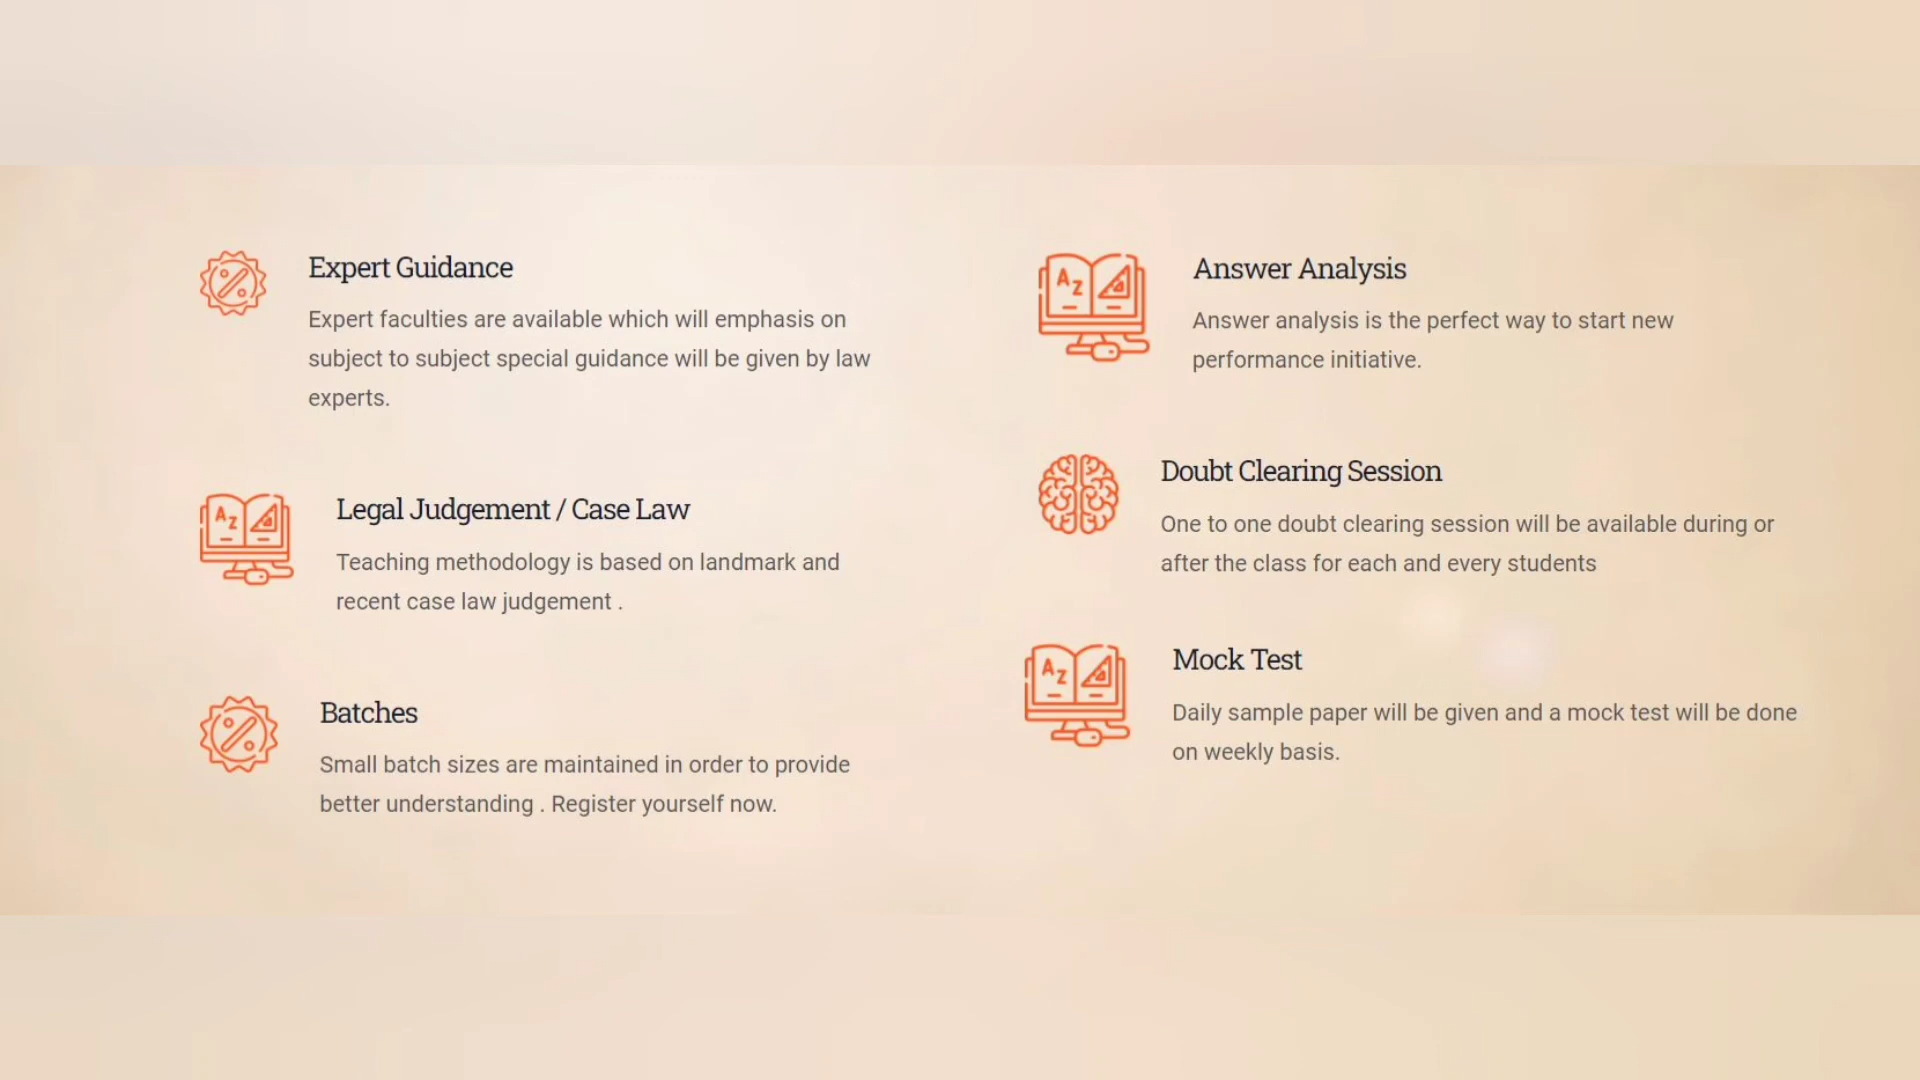 Expert Guidance
Expert faculties are available which will emphasis on
subject to subject special guidance will be given by law
experts.
Legal Judgement / Case Law
Teaching methodology is based on landmark and
recent case law judgement .
Batches
Small batch sizes are maintained in order to provide
better understanding . Register yourself now.
Answer Analysis
Answer analysis is the perfect way to start new
performance initiative.
Doubt Clearing Session
One to one doubt clearing session will be available during or
after the class for each and every students
Mock Test
Daily sample paper will be given and a mock test will be done
on weekly basis.